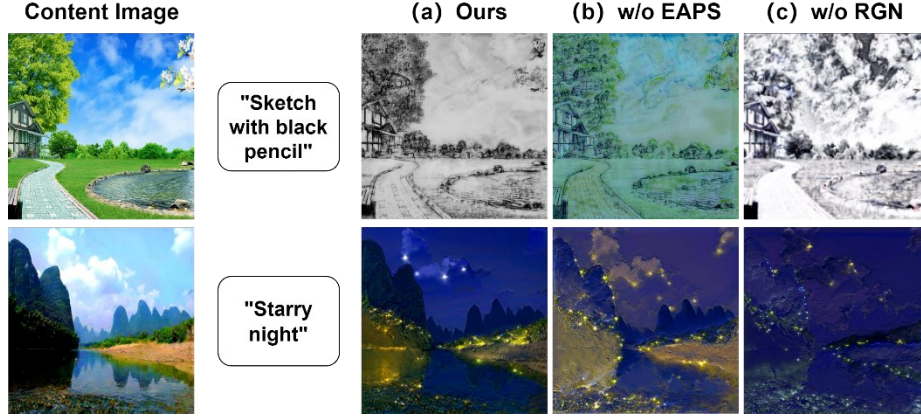 Content Image
(a) Ours
(b) w/o EAPS
(c) w/o RGN
"Sketch
with black
pencil"
"Starry
night"